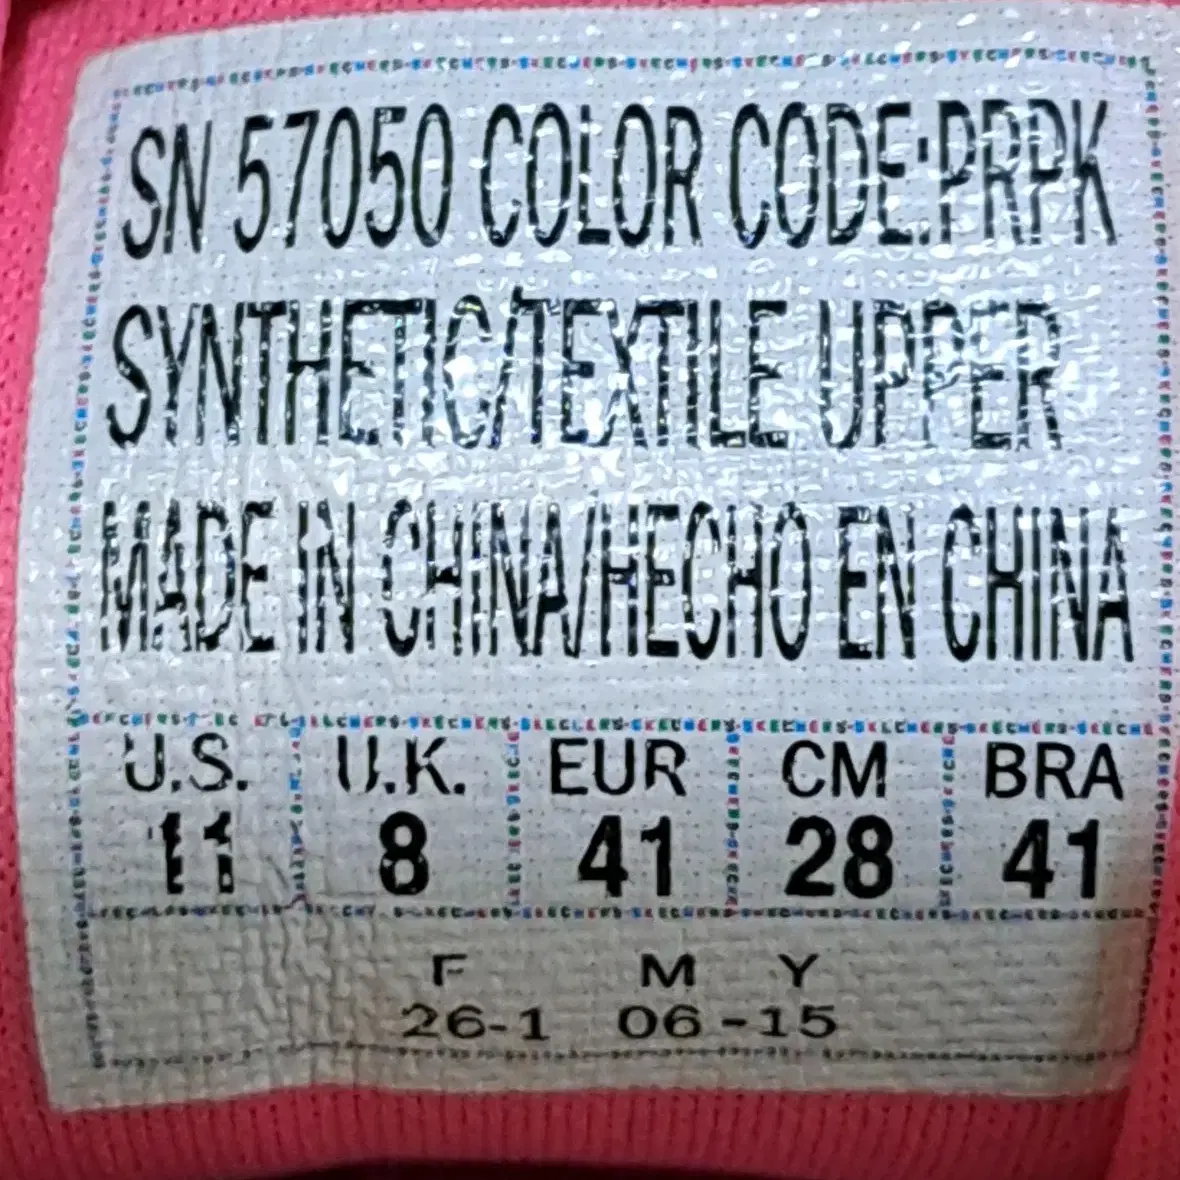 SN 57050 COLOR CODE:PRPK
SYNTHETIC/TEXTILE UPPER
MADE IN CHINA/HECHO EN CHINA
U.S. U.K. EUR CM BRA
11 8 41 28 41
F M Y
26-1 06-15